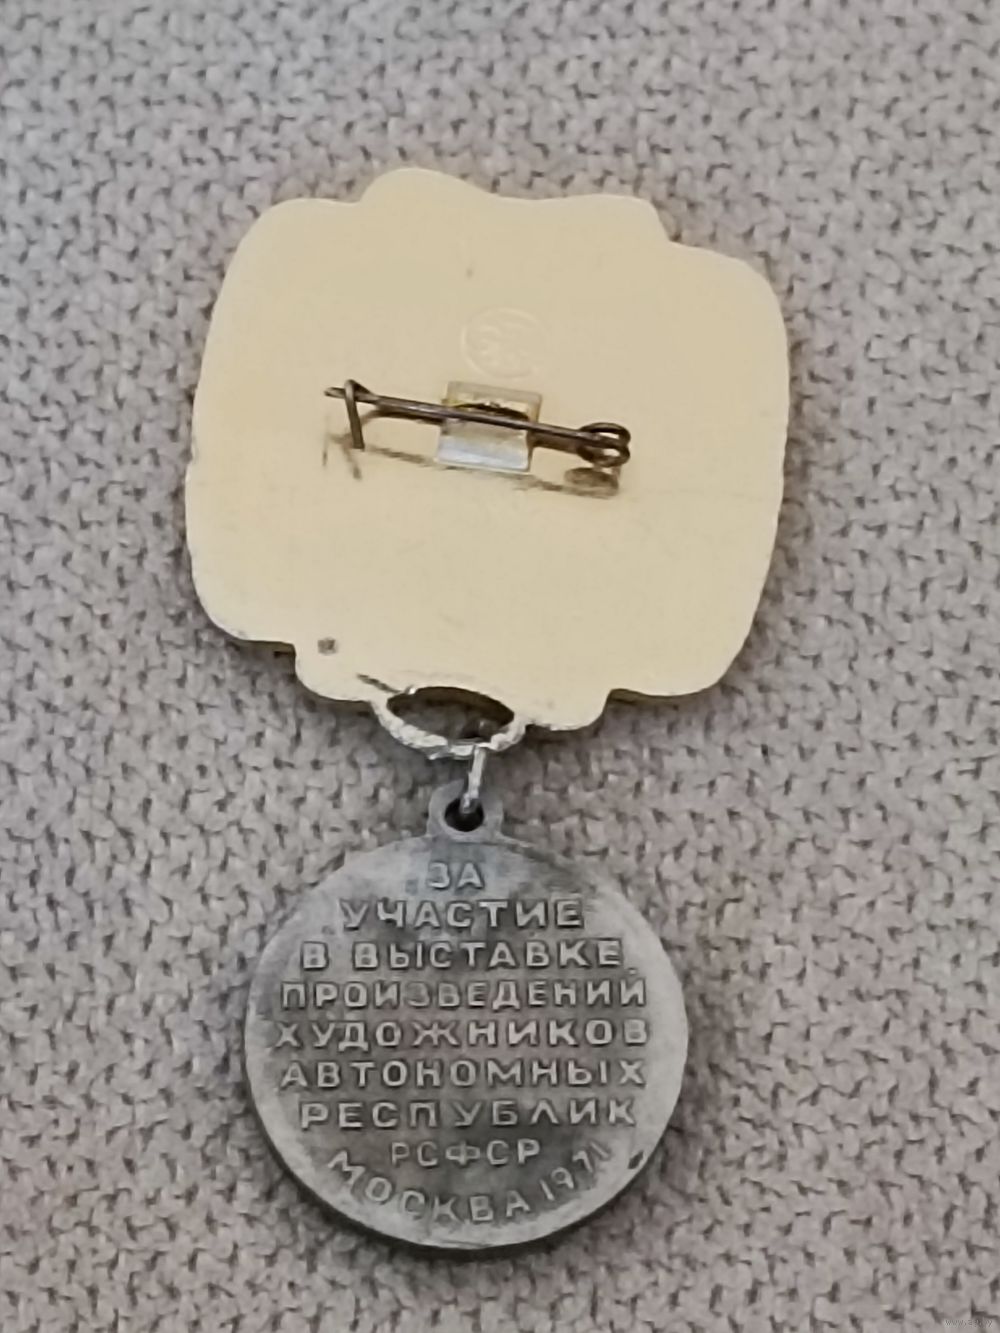 ЗА
УЧАСТИЕ
В ВЫСТАВКЕ
ПРОИЗВЕДЕНИЙ
ХУДОЖНИКОВ
АВТОНОМНЫХ
РЕСПУБЛИК
РСФСР
МОСКВА 1971